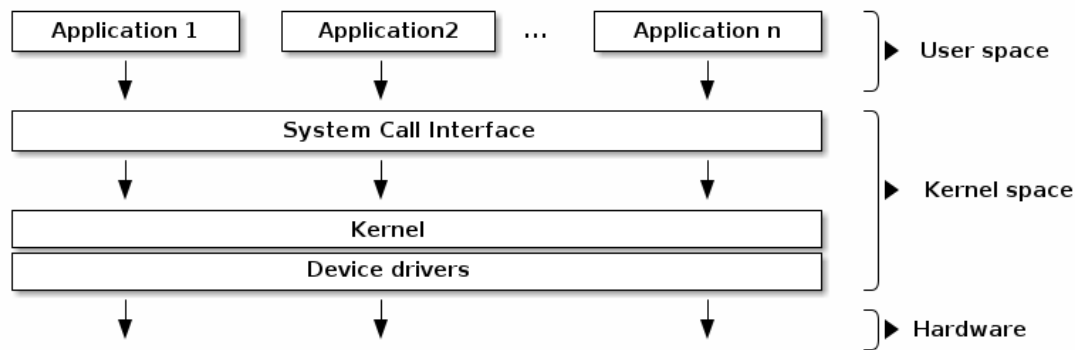 Application 1
Application2
...
Application n
User space
System Call Interface
Kernel space
Kernel
Device drivers
Hardware